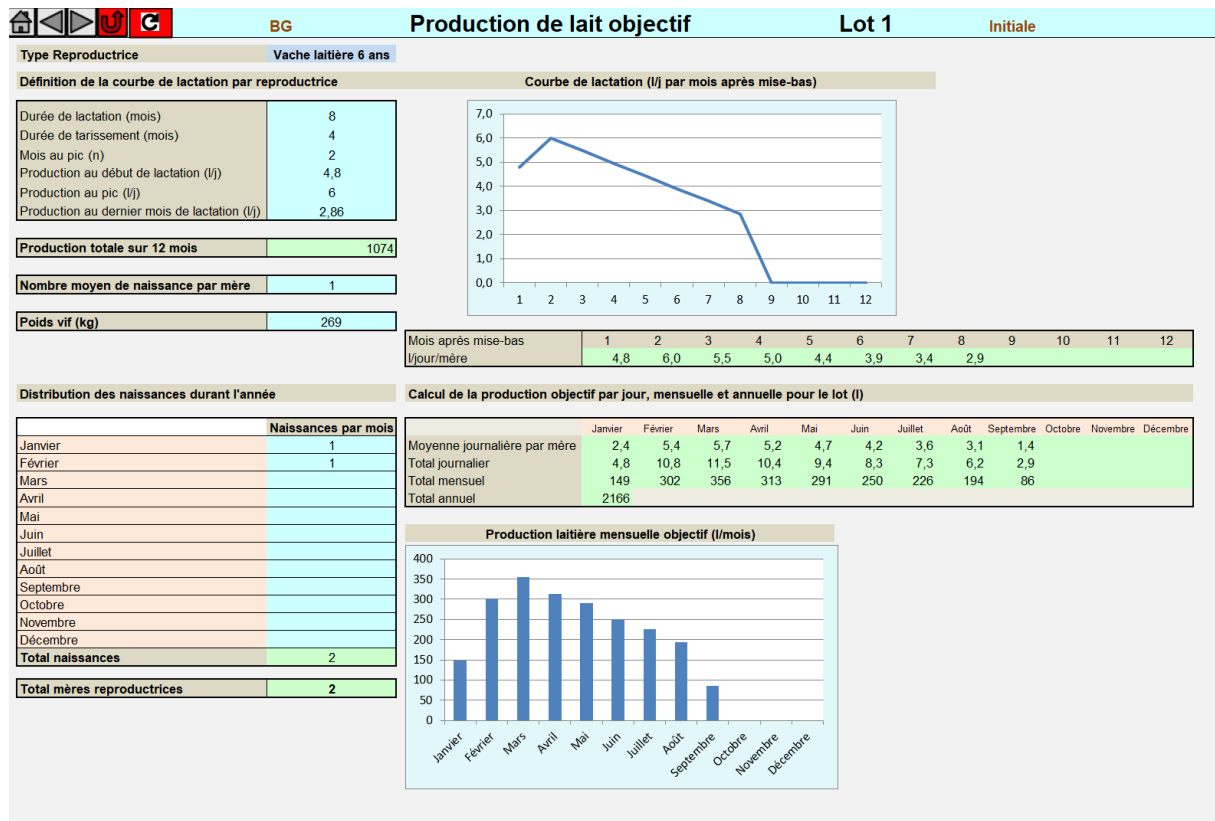 BG Production de lait objectif Lot 1 Initiale
Type Reproductrice Vache laitière 6 ans
Définition de la courbe de lactation par reproductrice
Durée de lactation (mois) 8
Durée de tarissement (mois) 4
Mois au pic (n) 2
Production au début de lactation (l/j) 4,8
Production au pic (l/j) 6
Production au dernier mois de lactation (l/j) 2,86
Production totale sur 12 mois 1074
Nombre moyen de naissance par mère 1
Poids vif (kg) 269
Courbe de lactation (l/j par mois après mise-bas)
7,0
6,0
5,0
4,0
3,0
2,0
1,0
0,0
1 2 3 4 5 6 7 8 9 10 11 12
Mois après mise-bas 1 2 3 4 5 6 7 8 9 10 11 12
l/jour/mère 4,8 6,0 5,5 5,0 4,4 3,9 3,4 2,9
Distribution des naissances durant l'année
Naissances par mois
Janvier 1
Février 1
Mars
Avril
Mai
Juin
Juillet
Août
Septembre
Octobre
Novembre
Décembre
Total naissances 2
Total mères reproductrices 2
Calcul de la production objectif par jour, mensuelle et annuelle pour le lot (l)
Janvier Février Mars Avril Mai Juin Juillet Août Septembre Octobre Novembre Décembre
Moyenne journalière par mère 2,4 5,4 5,7 5,2 4,7 4,2 3,6 3,1 1,4
Total journalier 4,8 10,8 11,5 10,4 9,4 8,3 7,3 6,2 2,9
Total mensuel 149 302 356 313 291 250 226 194 86
Total annuel 2166
Production laitière mensuelle objectif (l/mois)
400
350
300
250
200
150
100
50
0
Janvier Février Mars Avril Mai Juin Juillet Août Septembre Octobre Novembre Décembre